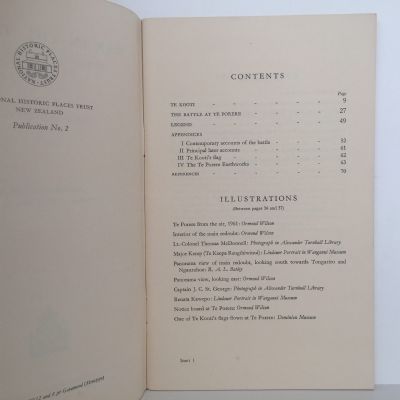 NATIONAL HISTORIC PLACES TRUST
NAL HISTORIC PLACES TRUST
NEW ZEALAND
Publication No. 2
CONTENTS
Page
TE KOOTI - - - - - - - 9
THE BATTLE AT TE PORERE - - - - - 27
LEGEND - - - - - - - 49
APPENDICES
I Contemporary accounts of the battle - - - 52
II Principal later accounts - - - - 61
III Te Kooti's flag - - - - - 62
IV The Te Porere Earthworks - - - - 63
REFERENCES - - - - - - 70
ILLUSTRATIONS
(Between pages 36 and 37)
Te Porere from the air, 1961: Ormond Wilson
Interior of the main redoubt: Ormond Wilson
Lt.-Colonel Thomas McDonnell: Photograph in Alexander Turnbull Library
Major Kemp (Te Keepa Rangihiwinui): Lindauer Portrait in Wanganui Museum
Panorama view of main redoubt, looking south towards Tongariro and
Ngauruhoe: R. A. L. Batley
Panorama view, looking east: Ormond Wilson
Captain J. C. St. George: Photograph in Alexander Turnbull Library
Renata Kawepo: Lindauer Portrait in Wanganui Museum
Notice board at Te Porere: Ormond Wilson
One of Te Kooti's flags flown at Te Porere: Dominion Museum